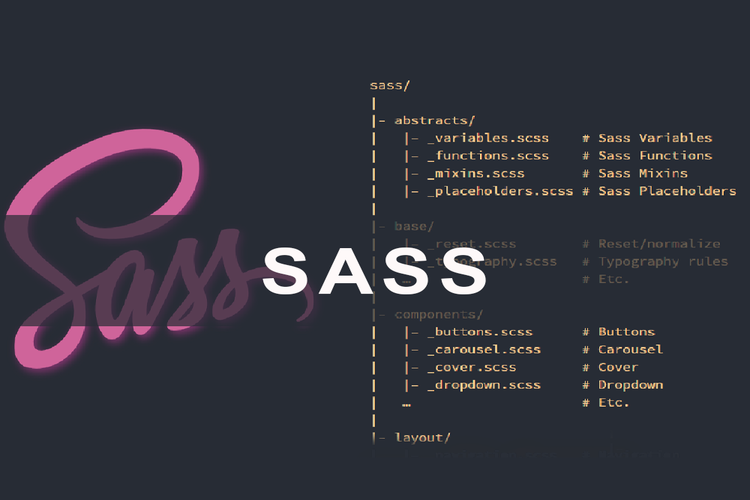 Sass
SASS
sass/
|
|- abstracts/
|   |- _variables.scss    # Sass Variables
|   |- _functions.scss    # Sass Functions
|   |- _mixins.scss       # Sass Mixins
|   |- _placeholders.scss # Sass Placeholders
|
|- base/
|   |- _reset.scss        # Reset/normalize
|   |- _typography.scss   # Typography rules
# Etc.
|
|- components/
|   |- _buttons.scss      # Buttons
|   |- _carousel.scss     # Carousel
|   |- _cover.scss        # Cover
|   |- _dropdown.scss     # Dropdown
|   …                     # Etc.
|
|- layout/